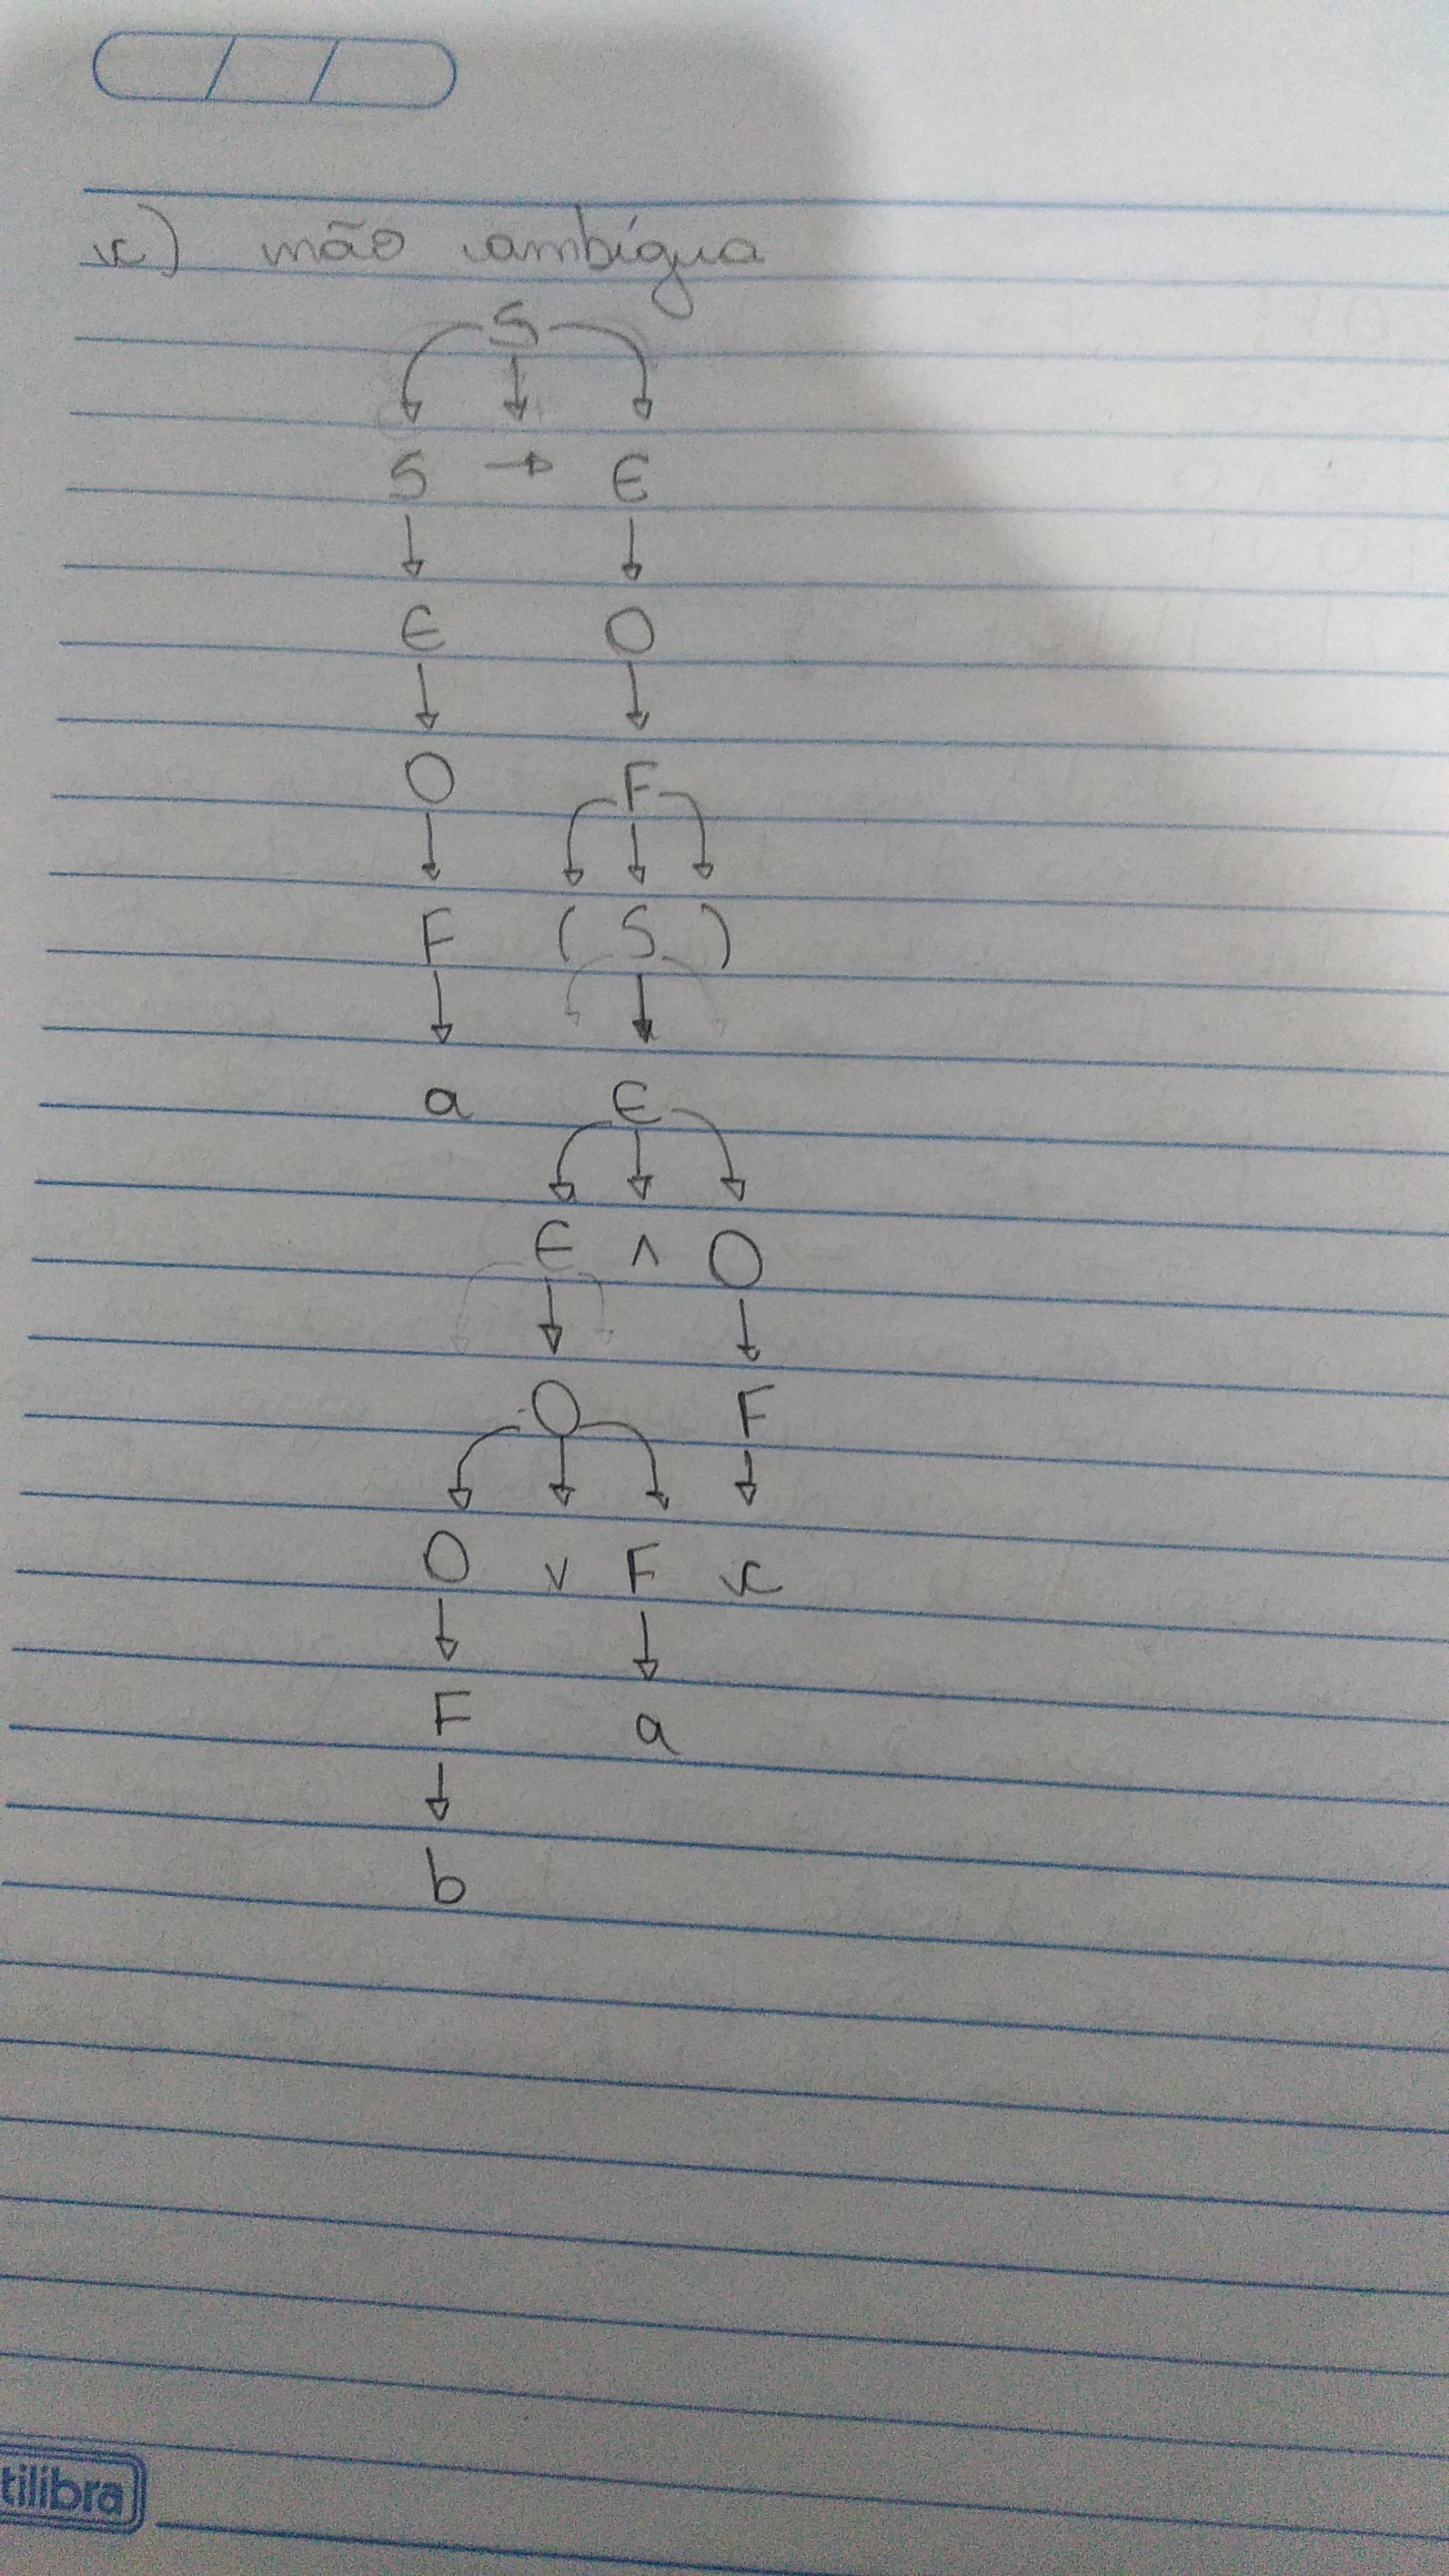 c) não ambígua
S
S → E
E O
O F
F ( S )
a E
E ∧ O
O F
O ∨ F c
F a
b
tilibra